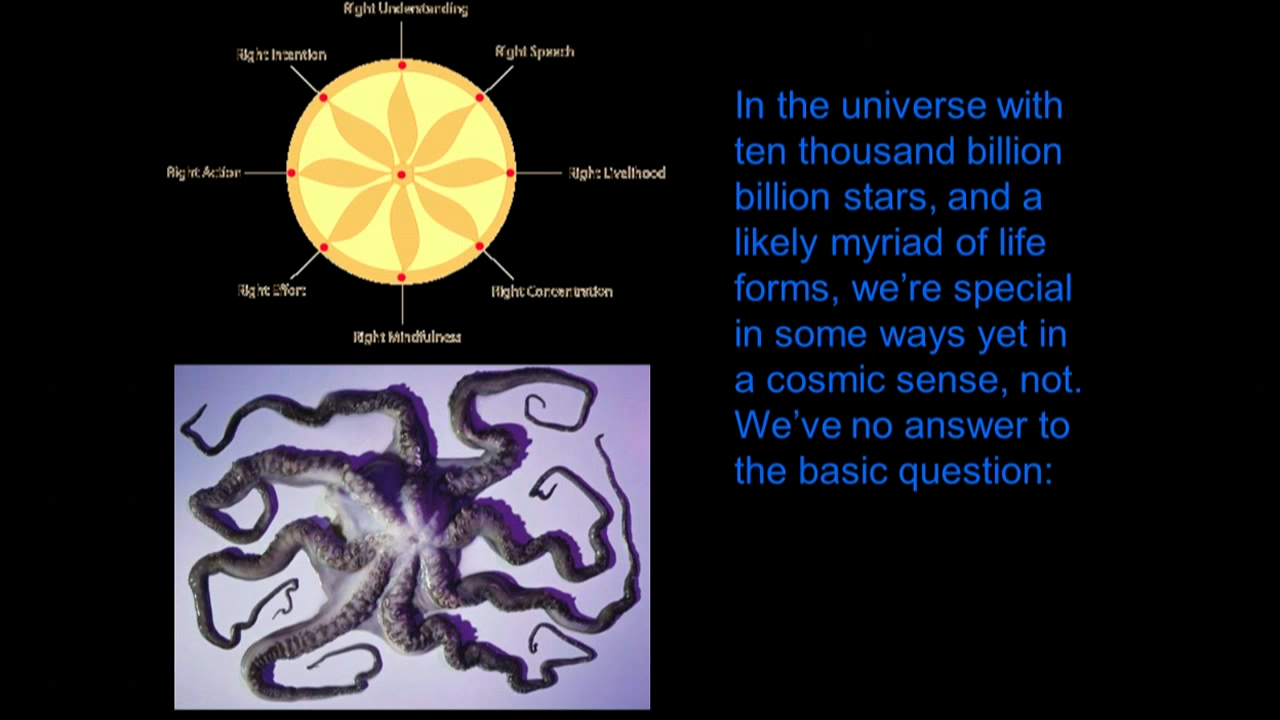 Right Understanding
Right Intention
Right Speech
Right Action
Right Livelihood
Right Effort
Right Concentration
Right Mindfulness
In the universe with
ten thousand billion
billion stars, and a
likely myriad of life
forms, we’re special
in some ways yet in
a cosmic sense, not.
We’ve no answer to
the basic question: